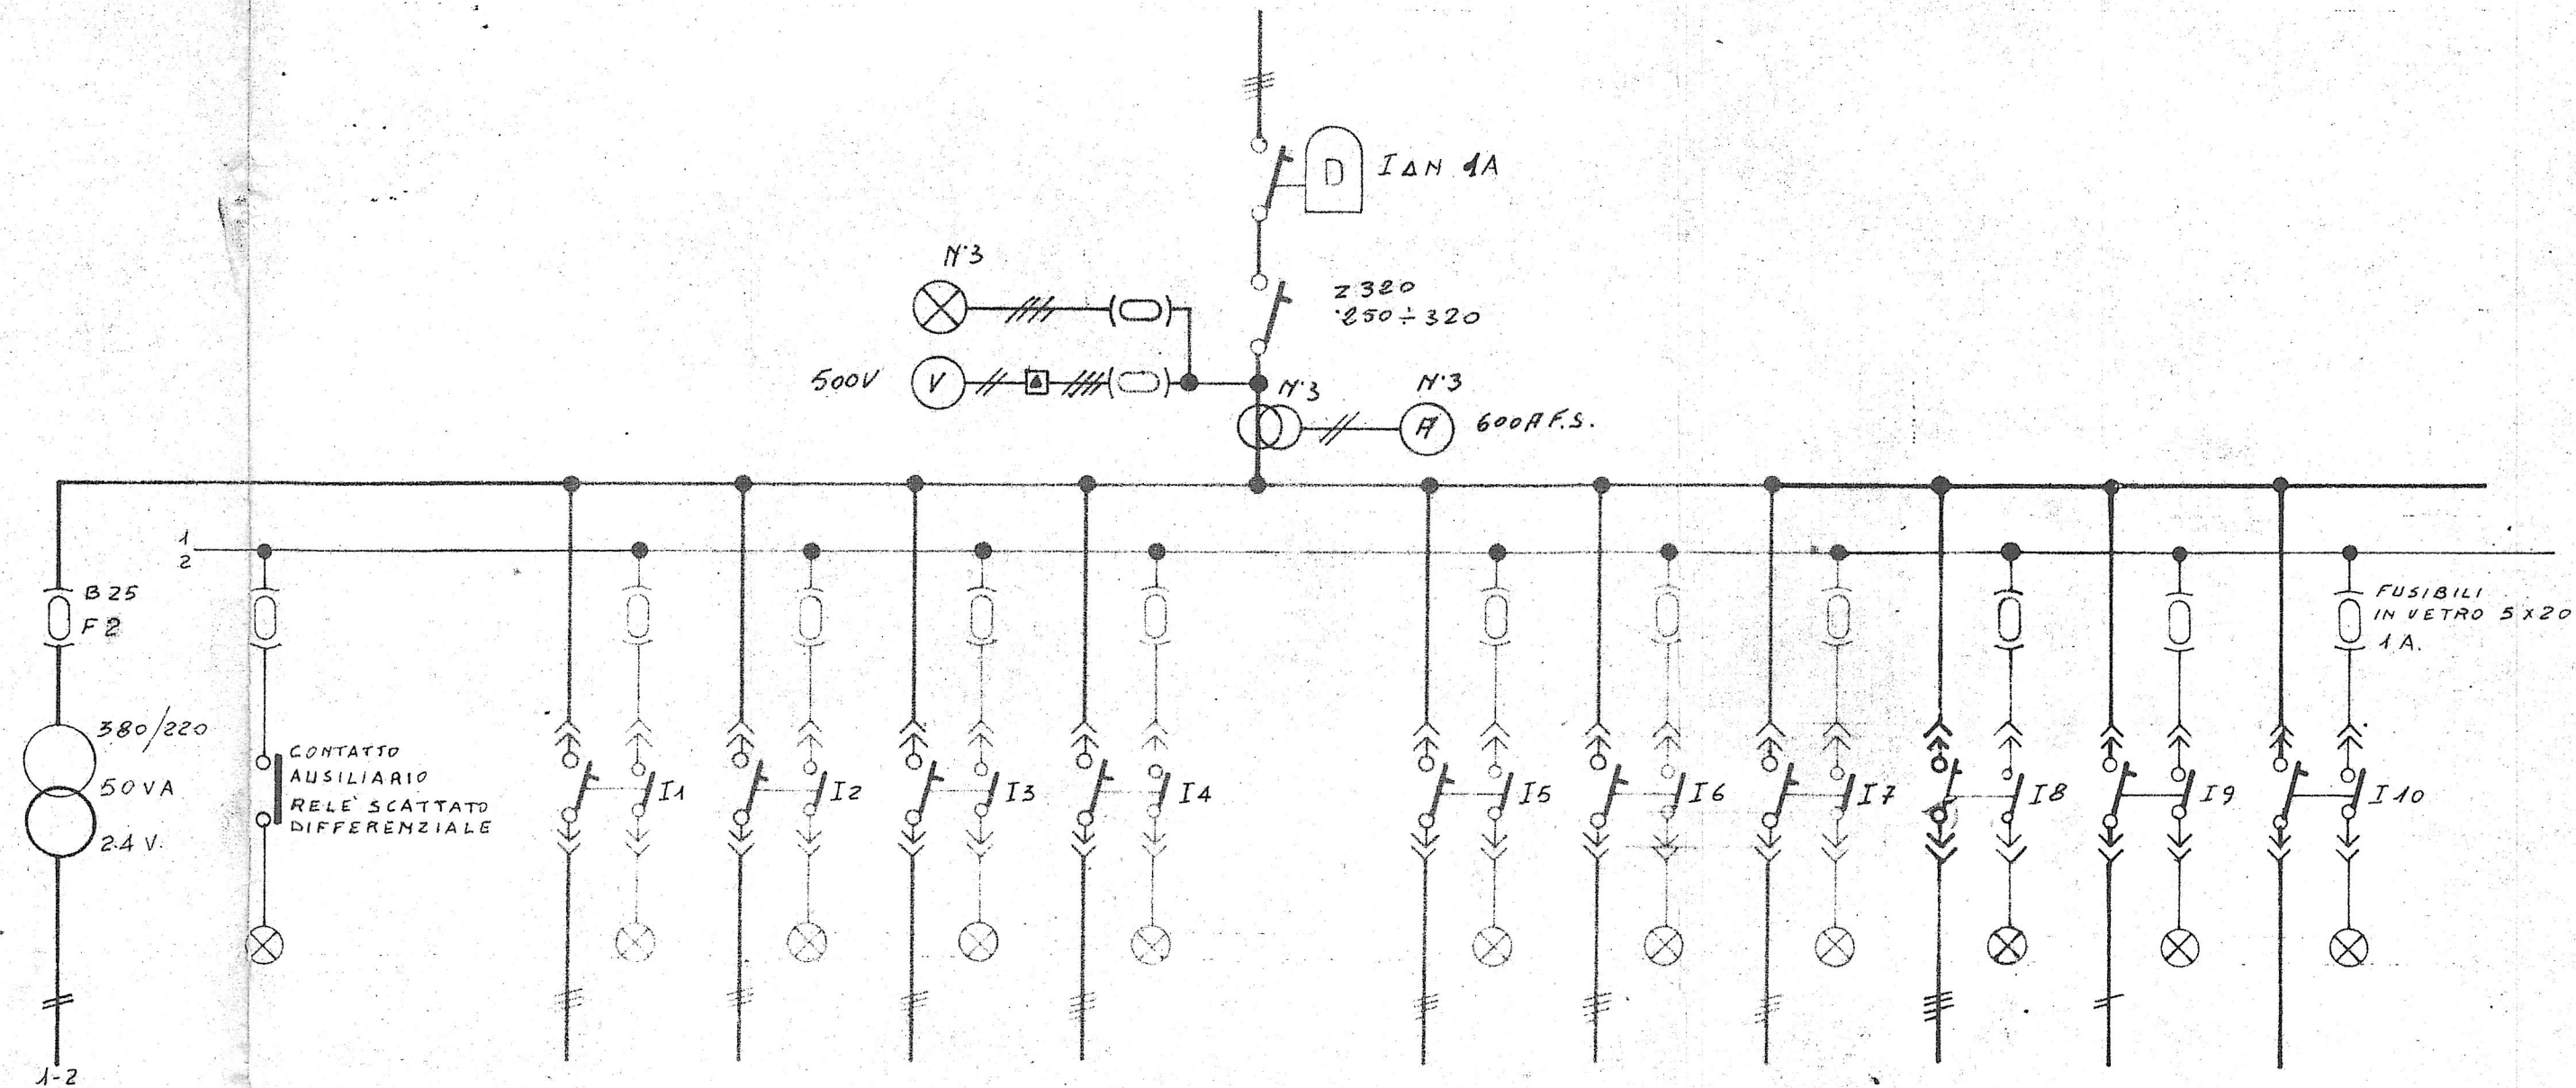 D
I Δ N 1A
N°3
Z 320
250 ÷ 320
500V
V
N°3
N°3
A
600A F.S.
1
2
B 25
F 2
FUSIBILI
IN VETRO 5 X 20
1 A.
380/220
50 VA
24 V.
CONTATTO
AUSILIARIO
RELE' SCATTATO
DIFFERENZIALE
I1
I2
I3
I4
I5
I6
I7
I8
I9
I10
1-2